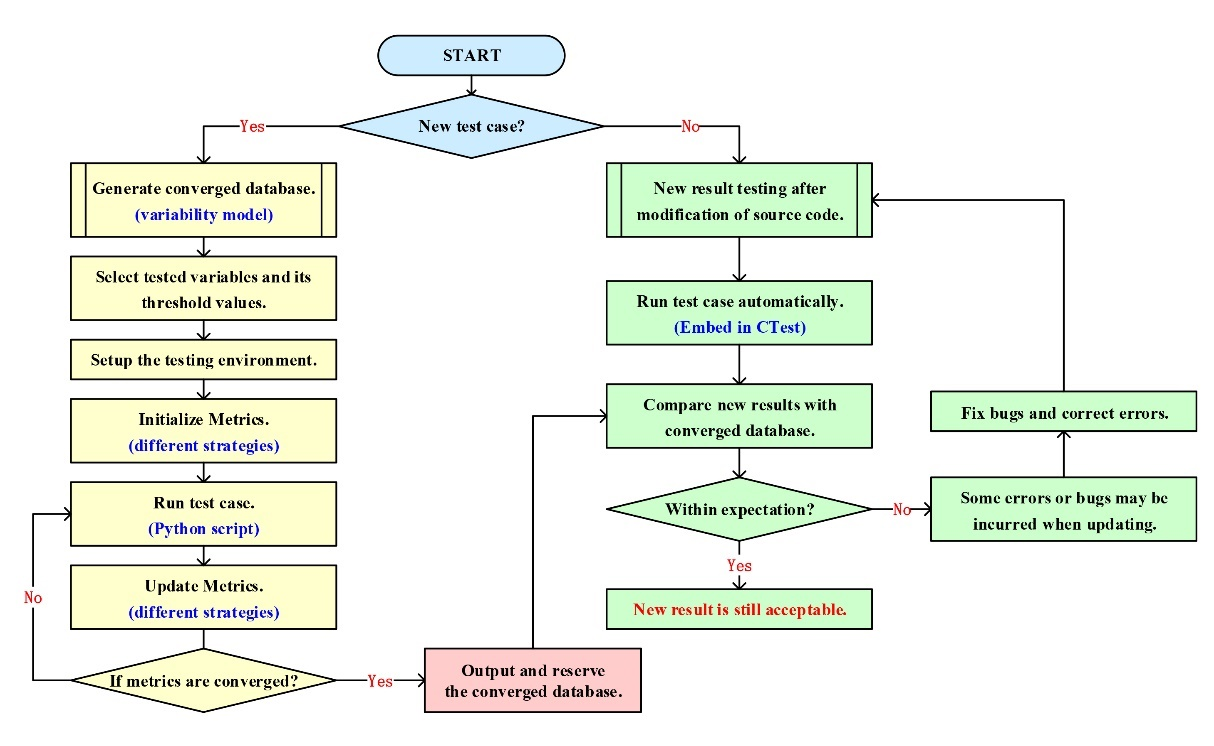 START
New test case?
Yes
No
Generate converged database.
(variability model)
Select tested variables and its
threshold values.
Setup the testing environment.
Initialize Metrics.
(different strategies)
Run test case.
(Python script)
Update Metrics.
(different strategies)
No
If metrics are converged?
Yes
Output and reserve
the converged database.
New result testing after
modification of source code.
Run test case automatically.
(Embed in CTest)
Compare new results with
converged database.
Within expectation?
No
Yes
New result is still acceptable.
Some errors or bugs may be
incurred when updating.
Fix bugs and correct errors.